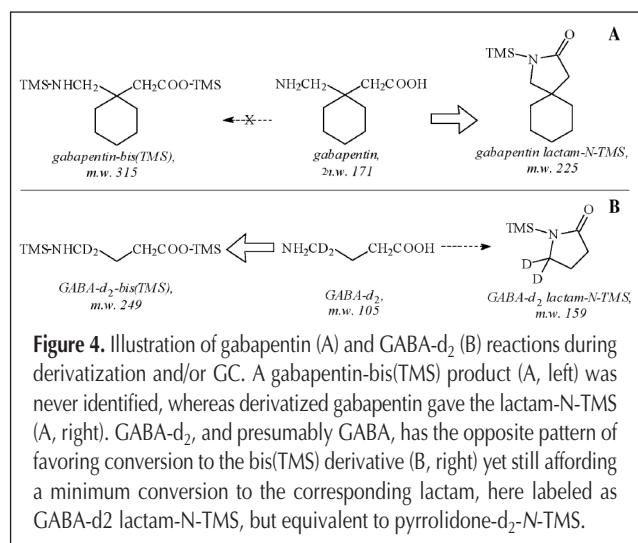 A
TMS-NHCH2 CH2COO-TMS
NH2CH2 CH2COOH
TMS N O
X
gabapentin-bis(TMS),
m.w. 315
gabapentin,
2n.w. 171
gabapentin lactam-N-TMS,
m.w. 225
B
TMS-NHCD2 CH2COO-TMS
NH2CD2 CH2COOH
TMS N O
D
D
GABA-d2-bis(TMS),
m.w. 249
GABA-d2,
m.w. 105
GABA-d2 lactam-N-TMS,
m.w. 159
Figure 4. Illustration of gabapentin (A) and GABA-d2 (B) reactions during
derivatization and/or GC. A gabapentin-bis(TMS) product (A, left) was
never identified, whereas derivatized gabapentin gave the lactam-N-TMS
(A, right). GABA-d2, and presumably GABA, has the opposite pattern of
favoring conversion to the bis(TMS) derivative (B, right) yet still affording
a minimum conversion to the corresponding lactam, here labeled as
GABA-d2 lactam-N-TMS, but equivalent to pyrrolidone-d2-N-TMS.